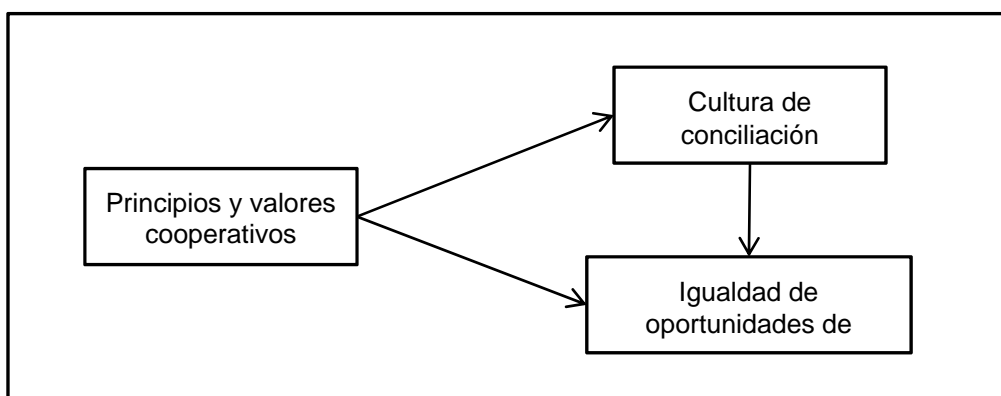 Cultura de
conciliación
Principios y valores
cooperativos
Igualdad de
oportunidades de